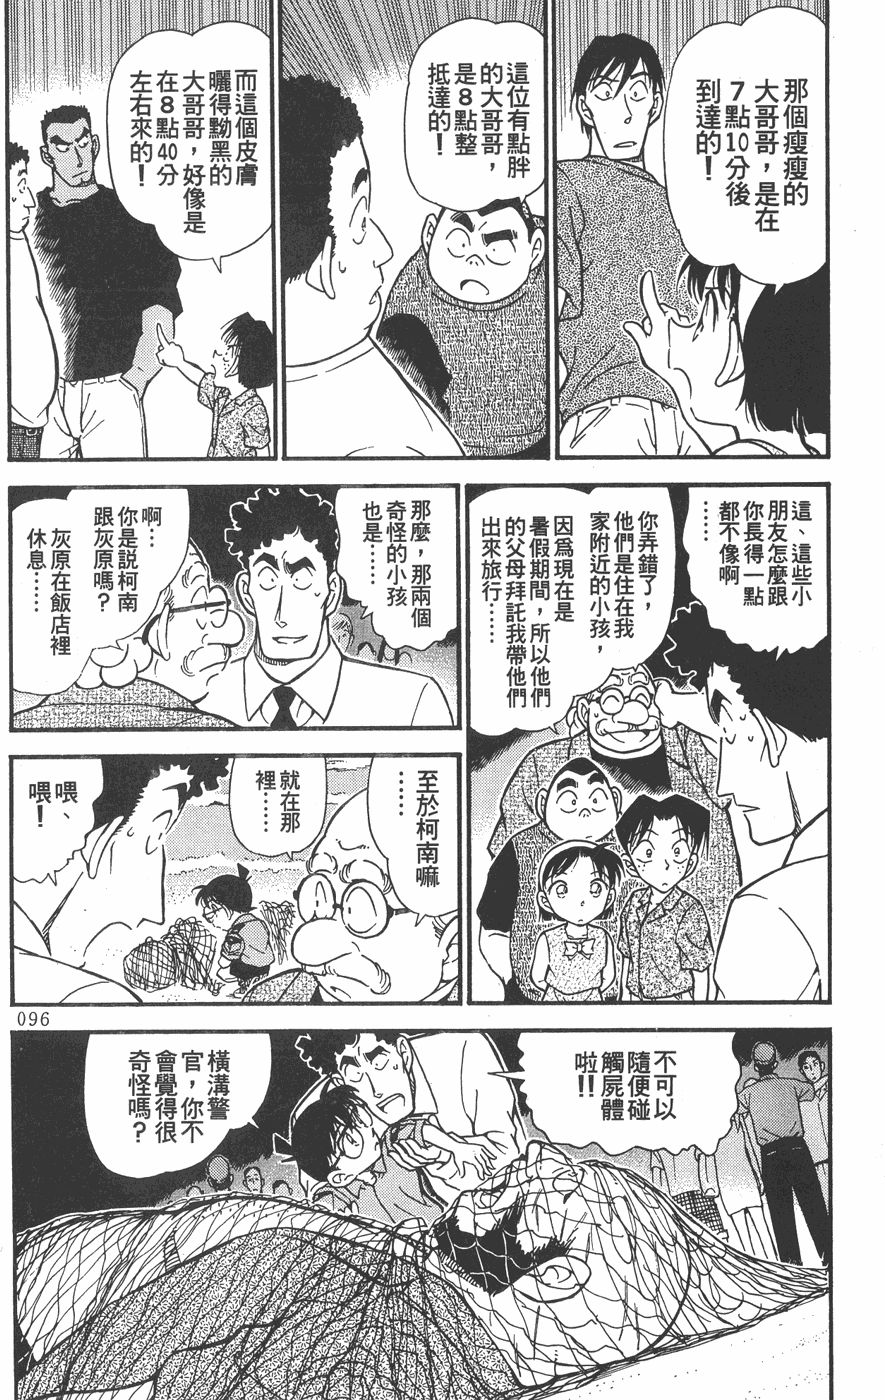 那個瘦瘦的
大哥哥，是在
7點10分後
到達的！
這位有點胖
的大哥哥，
是8點整
抵達的！
而這個皮膚
曬得黝黑的
大哥哥，好像是
在8點40分
左右來的！
這、這些小
朋友怎麼跟
你長得一點
都不像啊
……
你弄錯了，
他們是住在我
家附近的小孩，
因為現在是
暑假期間，所以他們
的父母拜託我帶他們
出來旅行……
那麼，那兩個
奇怪的小孩
也是……
啊…
你是說柯南
跟灰原嗎？
灰原在飯店裡
休息……
至於柯南嘛
……
就在那
裡……
喂、
喂！
096
不可以
隨便碰
觸屍體
啦!!
橫溝警
官，你不
會覺得很
奇怪嗎？